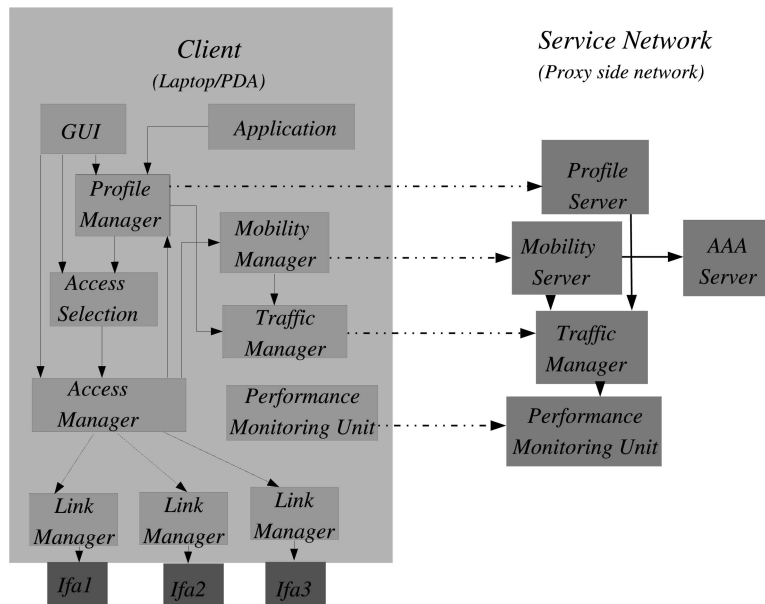 Client
(Laptop/PDA)
Service Network
(Proxy side network)
GUI
Application
Profile
Manager
Profile
Server
Mobility
Manager
Mobility
Server
AAA
Server
Access
Selection
Traffic
Manager
Traffic
Manager
Access
Manager
Performance
Monitoring Unit
Performance
Monitoring Unit
Link
Manager
Link
Manager
Link
Manager
Ifa1
Ifa2
Ifa3